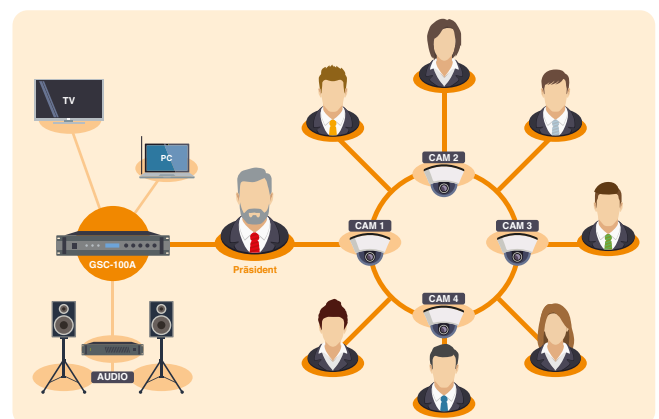 TV
PC
GSC-100A
AUDIO
Präsident
CAM 1
CAM 2
CAM 3
CAM 4